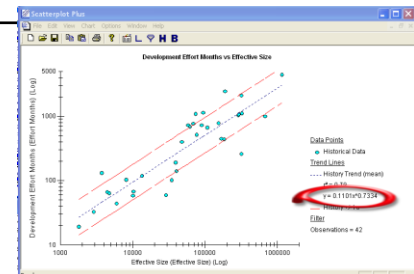 Scatterplot Plus
File Edit View Chart Options Window Help
H B
Development Effort Months vs Effective Size
Development Effort Months (Effort Months) (Log)
5000
1000
100
10
1000
10000
100000
1000000
Effective Size (Effective Size) (Log)
Data Points
Historical Data
Trend Lines
History Trend (mean)
y = 0.1101x^0.7334
Filter
Observations = 42